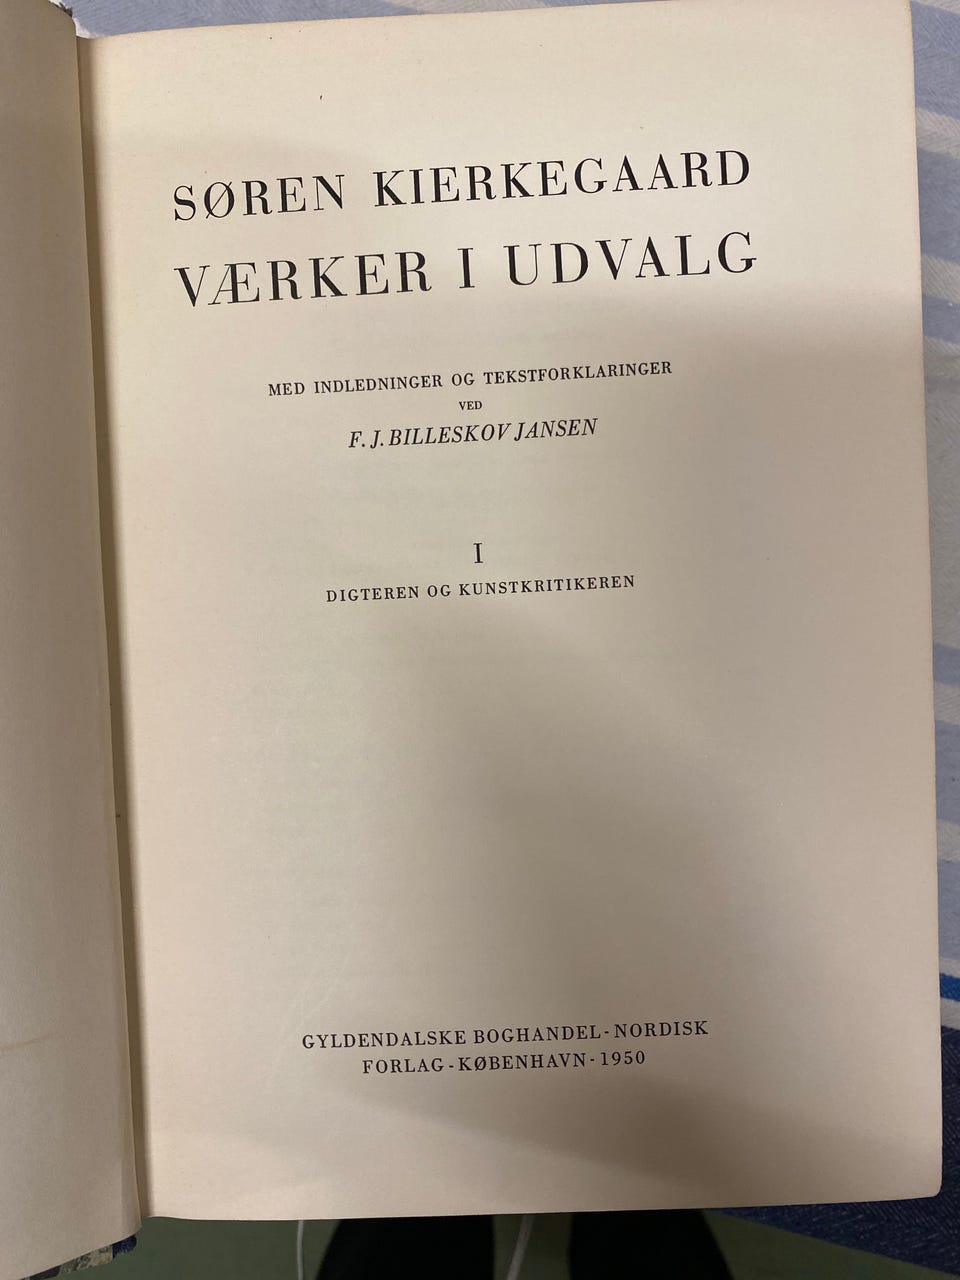 SØREN KIERKEGAARD
VÆRKER I UDVALG
MED INDLEDNINGER OG TEKSTFORKLARINGER
VED
F. J. BILLESKOV JANSEN
I
DIGTEREN OG KUNSTKRITIKEREN
GYLDENDALSKE BOGHANDEL - NORDISK
FORLAG - KØBENHAVN - 1950